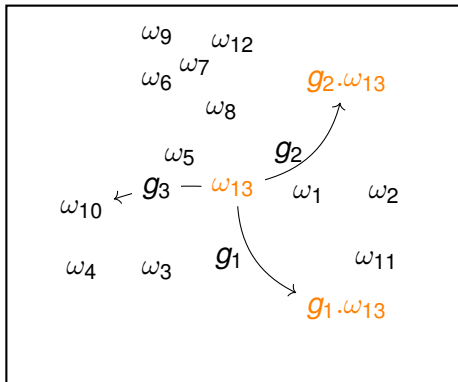 ω₉ ω₁₂
ω₇
ω₆ g₂.ω₁₃
ω₈
ω₅ g₂
g₃ ω₁₃ ω₁ ω₂
ω₁₀
g₁ ω₁₁
ω₄ ω₃
g₁.ω₁₃